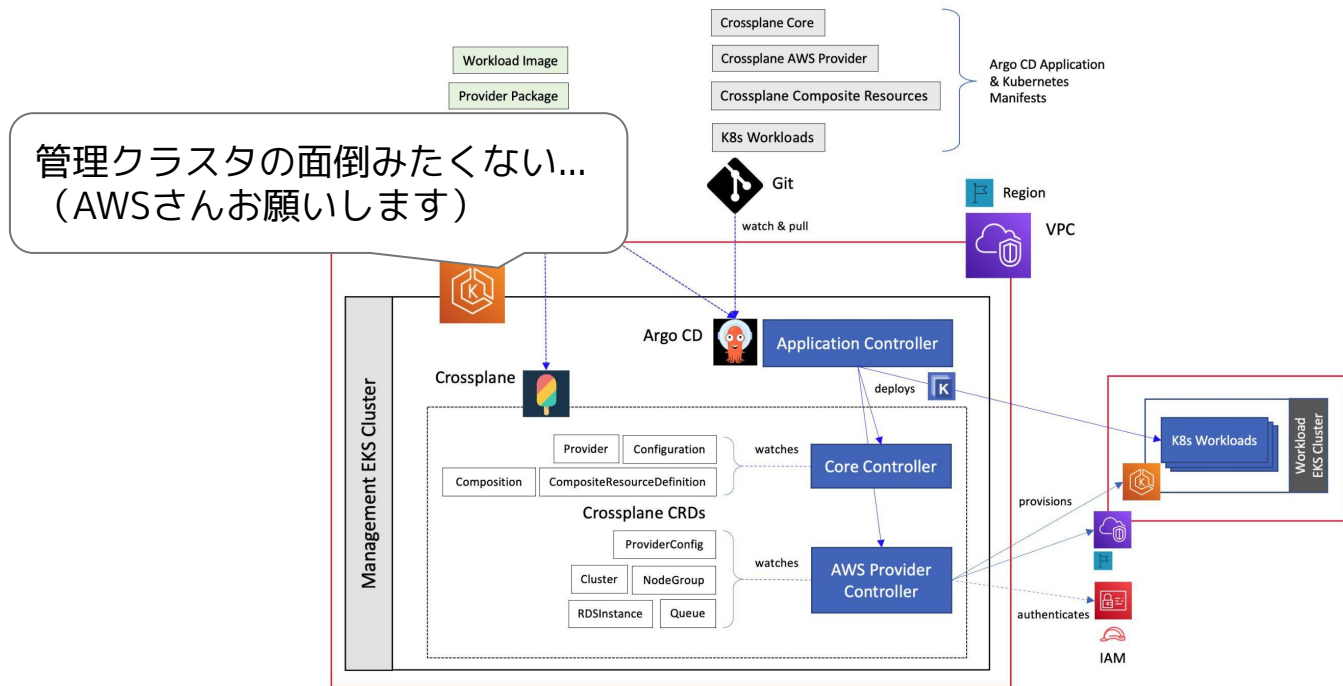 Crossplane Core
Workload Image
Crossplane AWS Provider
Argo CD Application
& Kubernetes
Manifests
Provider Package
Crossplane Composite Resources
K8s Workloads
管理クラスタの面倒みたくない...
（AWSさんお願いします）
Git
Region
VPC
watch & pull
K
Management EKS Cluster
Argo CD
Application Controller
Crossplane
deploys
K
K8s Workloads
Workload
EKS Cluster
Provider
Configuration
watches
Core Controller
Composition
CompositeResourceDefinition
K
provisions
Crossplane CRDs
ProviderConfig
watches
AWS Provider
Controller
Cluster
NodeGroup
RDSInstance
Queue
authenticates
IAM